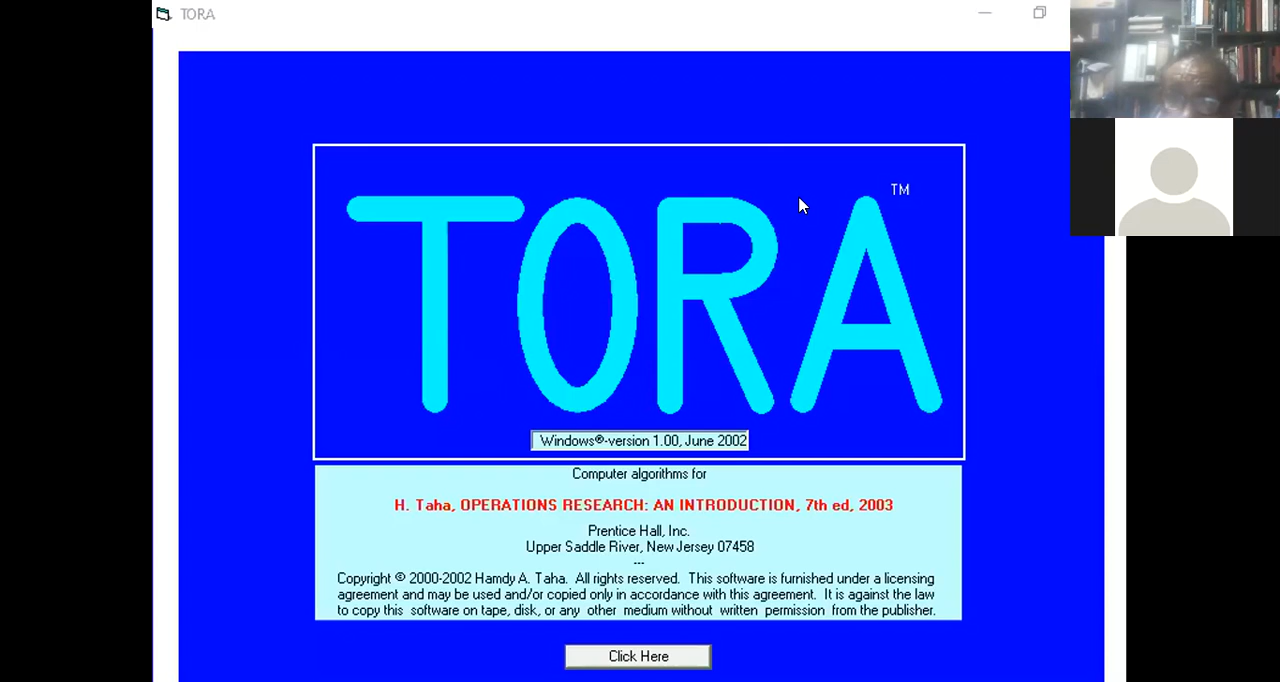 TORA
TORA
TM
Windows®-version 1.00, June 2002
Computer algorithms for
H. Taha, OPERATIONS RESEARCH: AN INTRODUCTION, 7th ed, 2003
Prentice Hall, Inc.
Upper Saddle River, New Jersey 07458
---
Copyright © 2000-2002 Hamdy A. Taha. All rights reserved. This software is furnished under a licensing
agreement and may be used and/or copied only in accordance with this agreement. It is against the law
to copy this software on tape, disk, or any other medium without written permission from the publisher.
Click Here